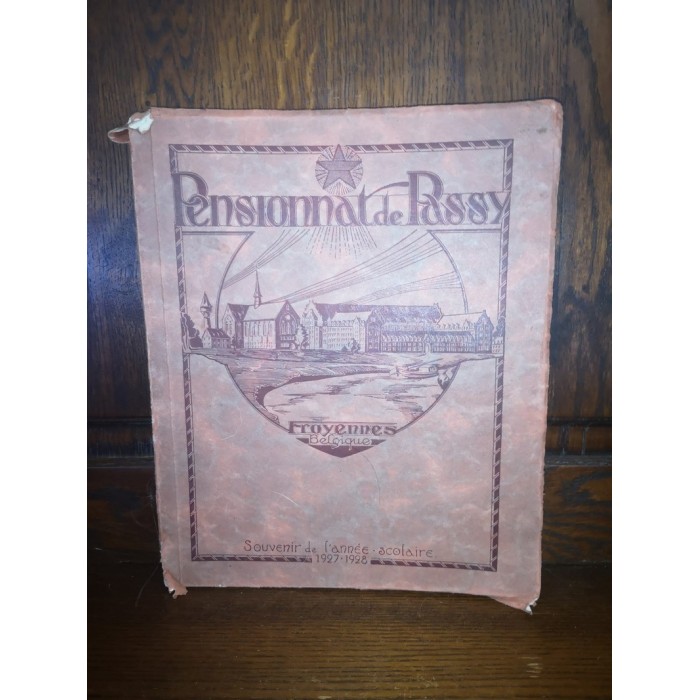 Pensionnat de Passy
Froyennes
Belgique
Souvenir de l'année scolaire
1927-1928